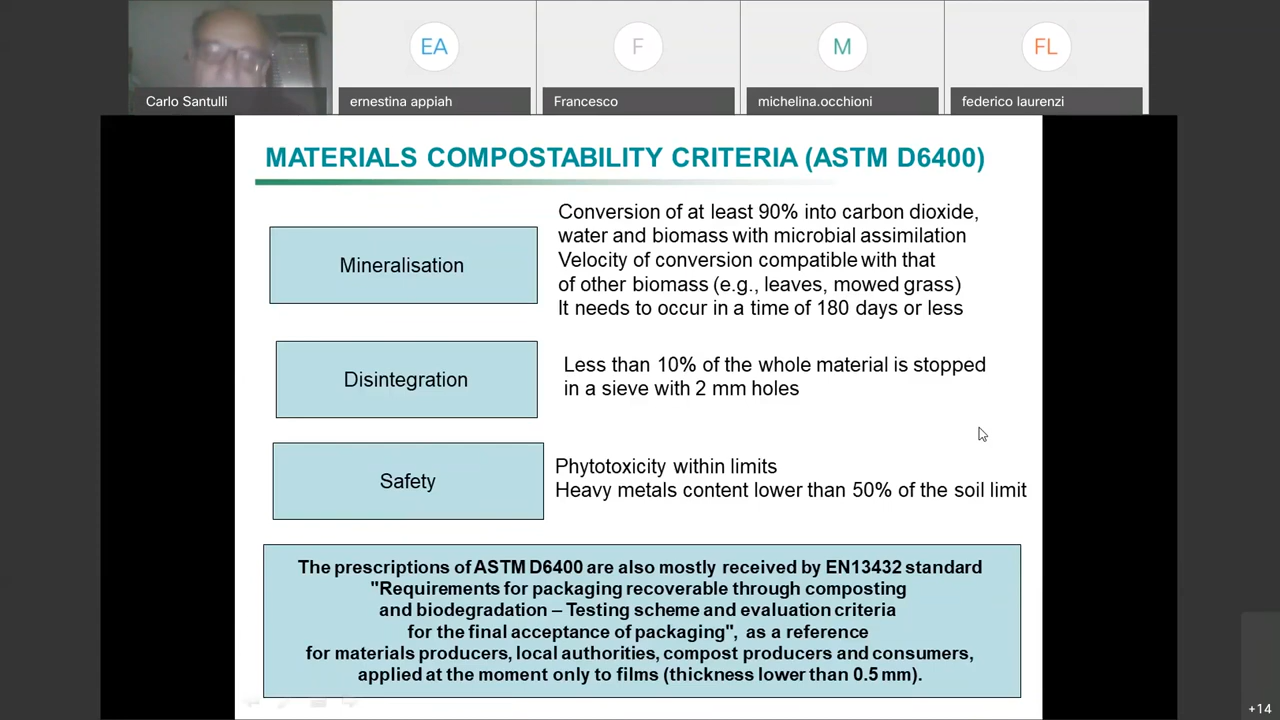 EA
F
M
FL
Carlo Santulli
ernestina appiah
Francesco
michelina.occhioni
federico laurenzi
MATERIALS COMPOSTABILITY CRITERIA (ASTM D6400)
Mineralisation
Conversion of at least 90% into carbon dioxide,
water and biomass with microbial assimilation
Velocity of conversion compatible with that
of other biomass (e.g., leaves, mowed grass)
It needs to occur in a time of 180 days or less
Disintegration
Less than 10% of the whole material is stopped
in a sieve with 2 mm holes
Safety
Phytotoxicity within limits
Heavy metals content lower than 50% of the soil limit
The prescriptions of ASTM D6400 are also mostly received by EN13432 standard
"Requirements for packaging recoverable through composting
and biodegradation – Testing scheme and evaluation criteria
for the final acceptance of packaging", as a reference
for materials producers, local authorities, compost producers and consumers,
applied at the moment only to films (thickness lower than 0.5 mm).
+14